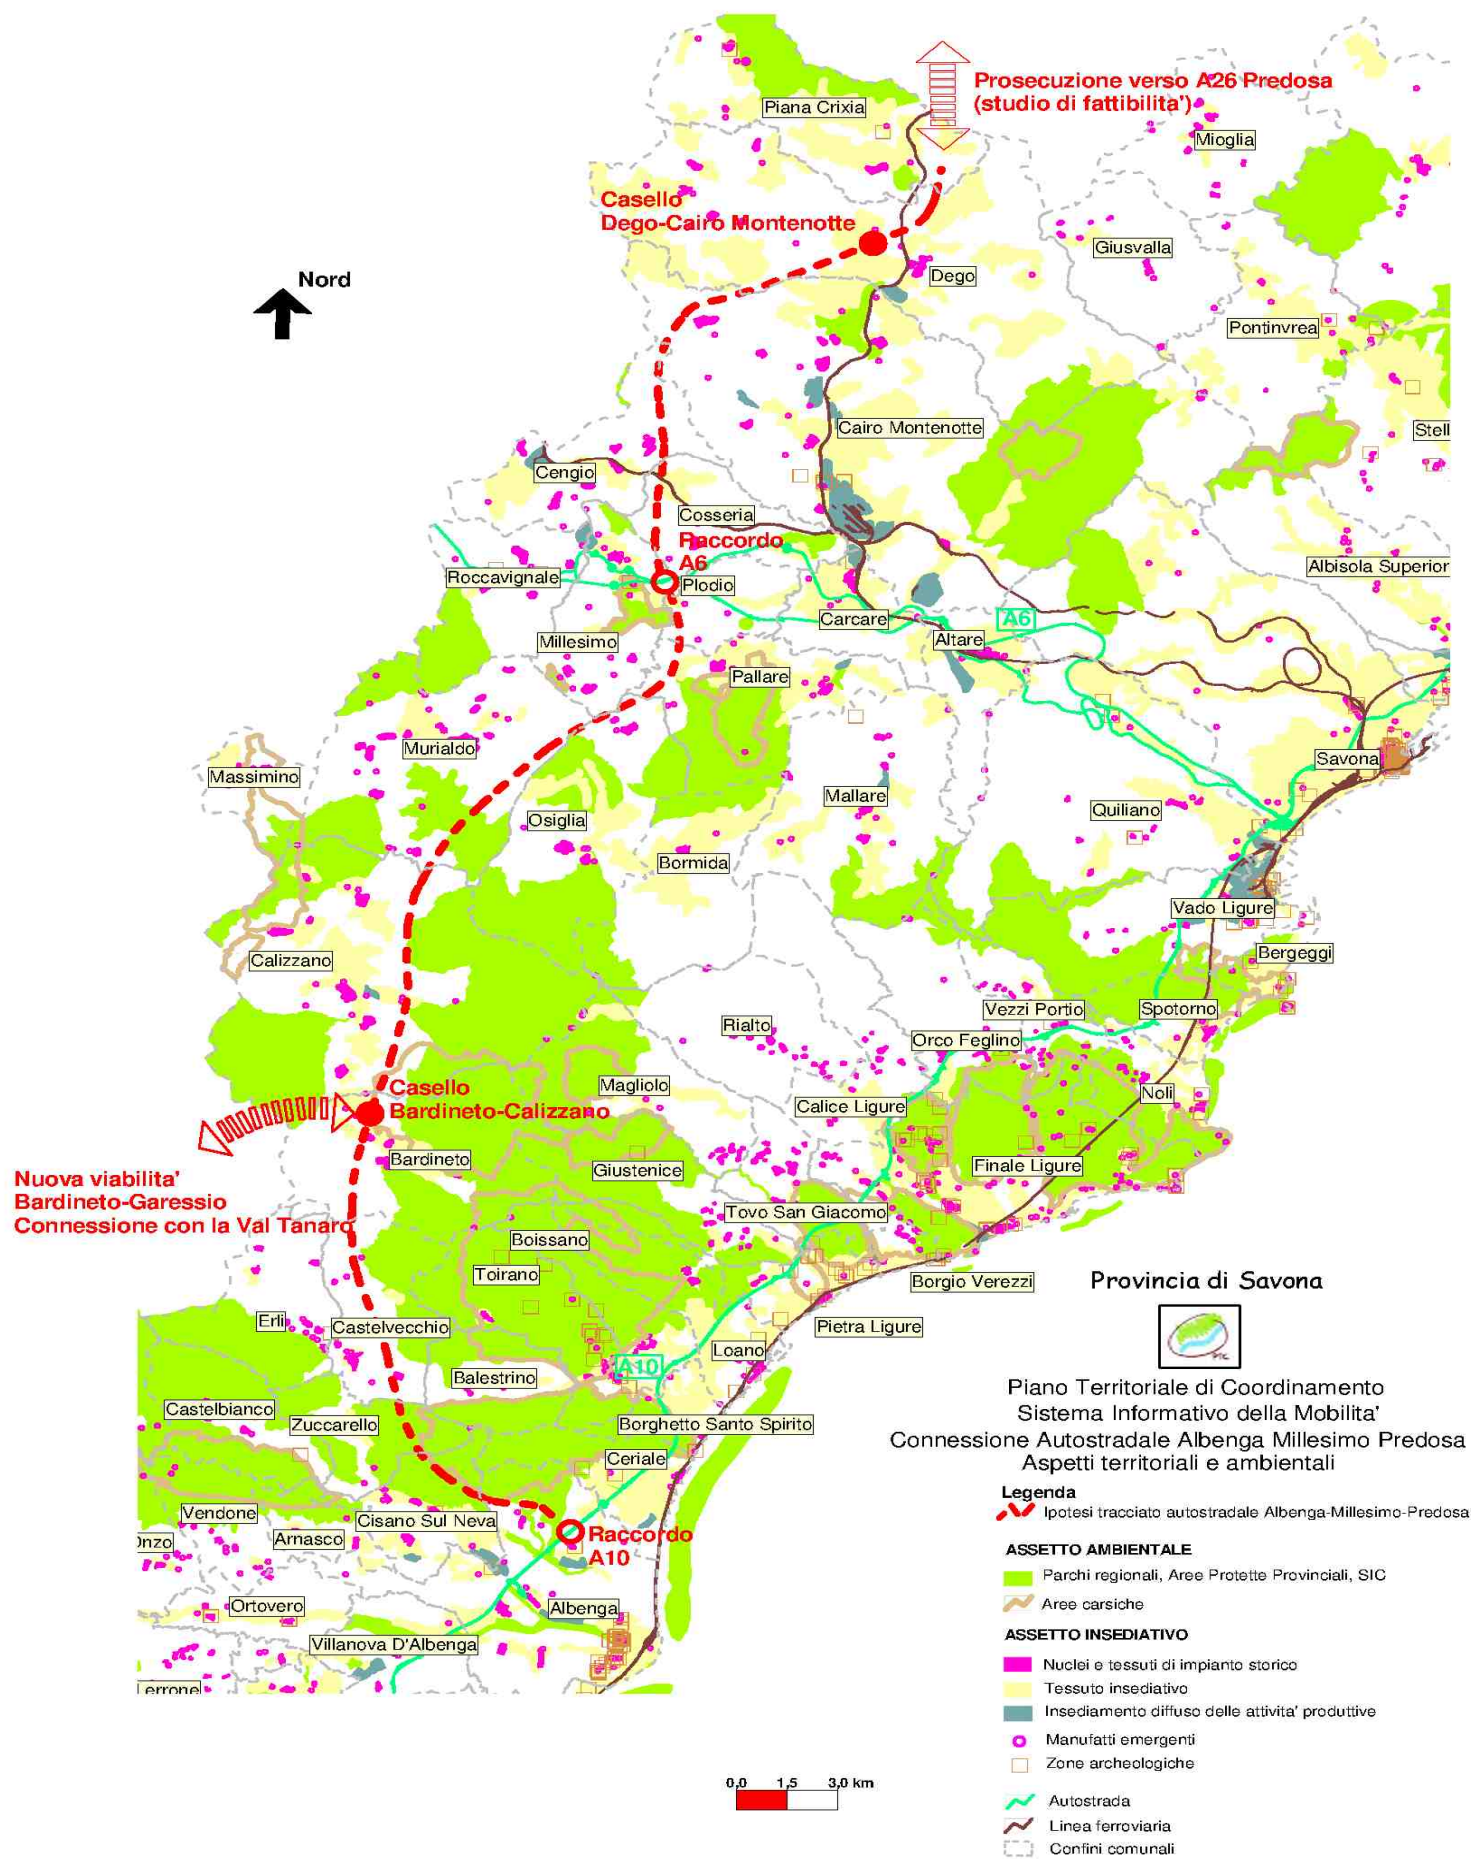 Prosecuzione verso A26 Predosa
(studio di fattibilita')
Piana Crixia
Mioglia
Casello
Dego-Cairo Montenotte
Giusvalla
Dego
Nord
Pontinvrea
Cairo Montenotte
Stell
Cengio
Cosseria
Raccordo
A6
Plodio
Roccavignale
Albisola Superior
Carcare
A6
Altare
Millesimo
Pallare
Murialdo
Massimino
Savona
Mallare
Quiliano
Osiglia
Bormida
Vado Ligure
Bergeggi
Calizzano
Vezzi Portio
Spotorno
Rialto
Orco Feglino
Casello
Bardineto-Calizzano
Magliolo
Noli
Calice Ligure
Bardineto
Giustenice
Finale Ligure
Nuova viabilita'
Bardineto-Garessio
Connessione con la Val Tanaro
Tovo San Giacomo
Boissano
Toirano
Borgio Verezzi
Provincia di Savona
Erli
Castelvecchio
Pietra Ligure
Loano
A10
Balestrino
Castelbianco
Zuccarello
Borghetto Santo Spirito
Ceriale
Piano Territoriale di Coordinamento
Sistema Informativo della Mobilita'
Connessione Autostradale Albenga Millesimo Predosa
Aspetti territoriali e ambientali
Vendone
Cisano Sul Neva
Arnasco
Onzo
Raccordo
A10
Ortovero
Albenga
Villanova D'Albenga
Lerrone
Legenda
Ipotesi tracciato autostradale Albenga-Millesimo-Predosa
ASSETTO AMBIENTALE
Parchi regionali, Aree Protette Provinciali, SIC
Aree carsiche
ASSETTO INSEDIATIVO
Nuclei e tessuti di impianto storico
Tessuto insediativo
Insediamento diffuso delle attivita' produttive
Manufatti emergenti
Zone archeologiche
Autostrada
Linea ferroviaria
Confini comunali
0,0 1,5 3,0 km